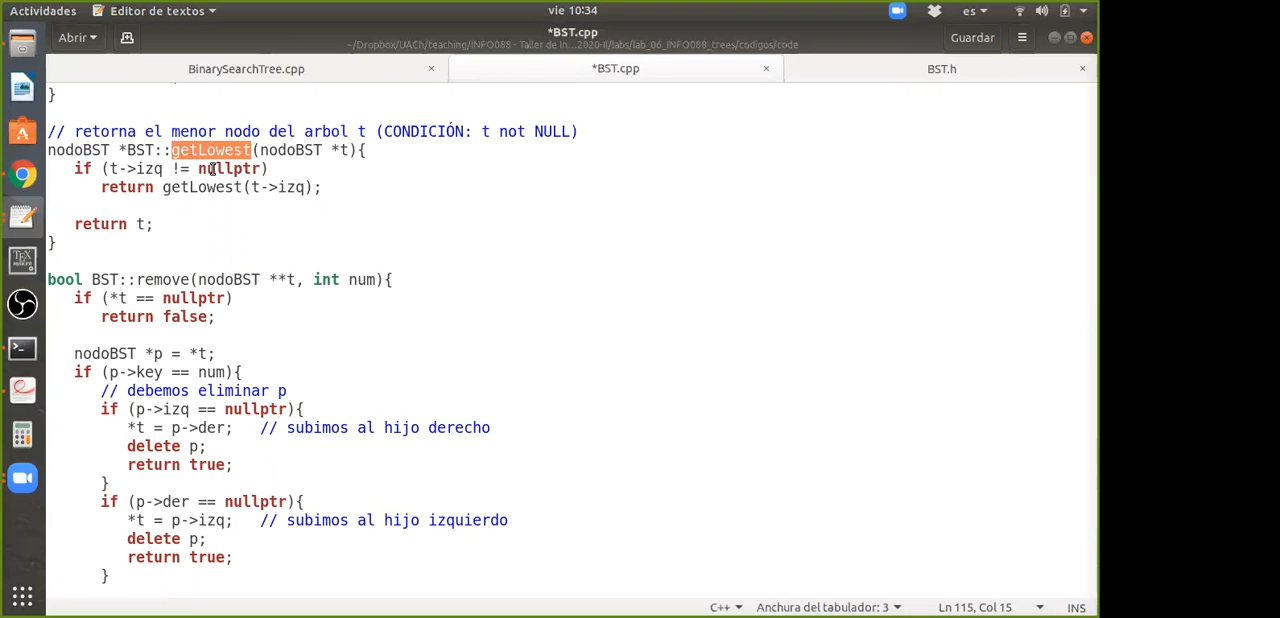 Actividades Editor de textos vie 10:34 es
Abrir *BST.cpp Guardar
~/Dropbox/UACh/teaching/INFO088 - Taller de In...2020-II/labs/lab_06_INFO088_trees/codigos/code
BinarySearchTree.cpp × *BST.cpp × BST.h ×
}
// retorna el menor nodo del arbol t (CONDICIÓN: t not NULL)
nodoBST *BST::getLowest(nodoBST *t){
if (t->izq != nullptr)
return getLowest(t->izq);
return t;
}
bool BST::remove(nodoBST **t, int num){
if (*t == nullptr)
return false;
nodoBST *p = *t;
if (p->key == num){
// debemos eliminar p
if (p->izq == nullptr){
*t = p->der; // subimos al hijo derecho
delete p;
return true;
}
if (p->der == nullptr){
*t = p->izq; // subimos al hijo izquierdo
delete p;
return true;
}
C++ Anchura del tabulador: 3 Ln 115, Col 15 INS